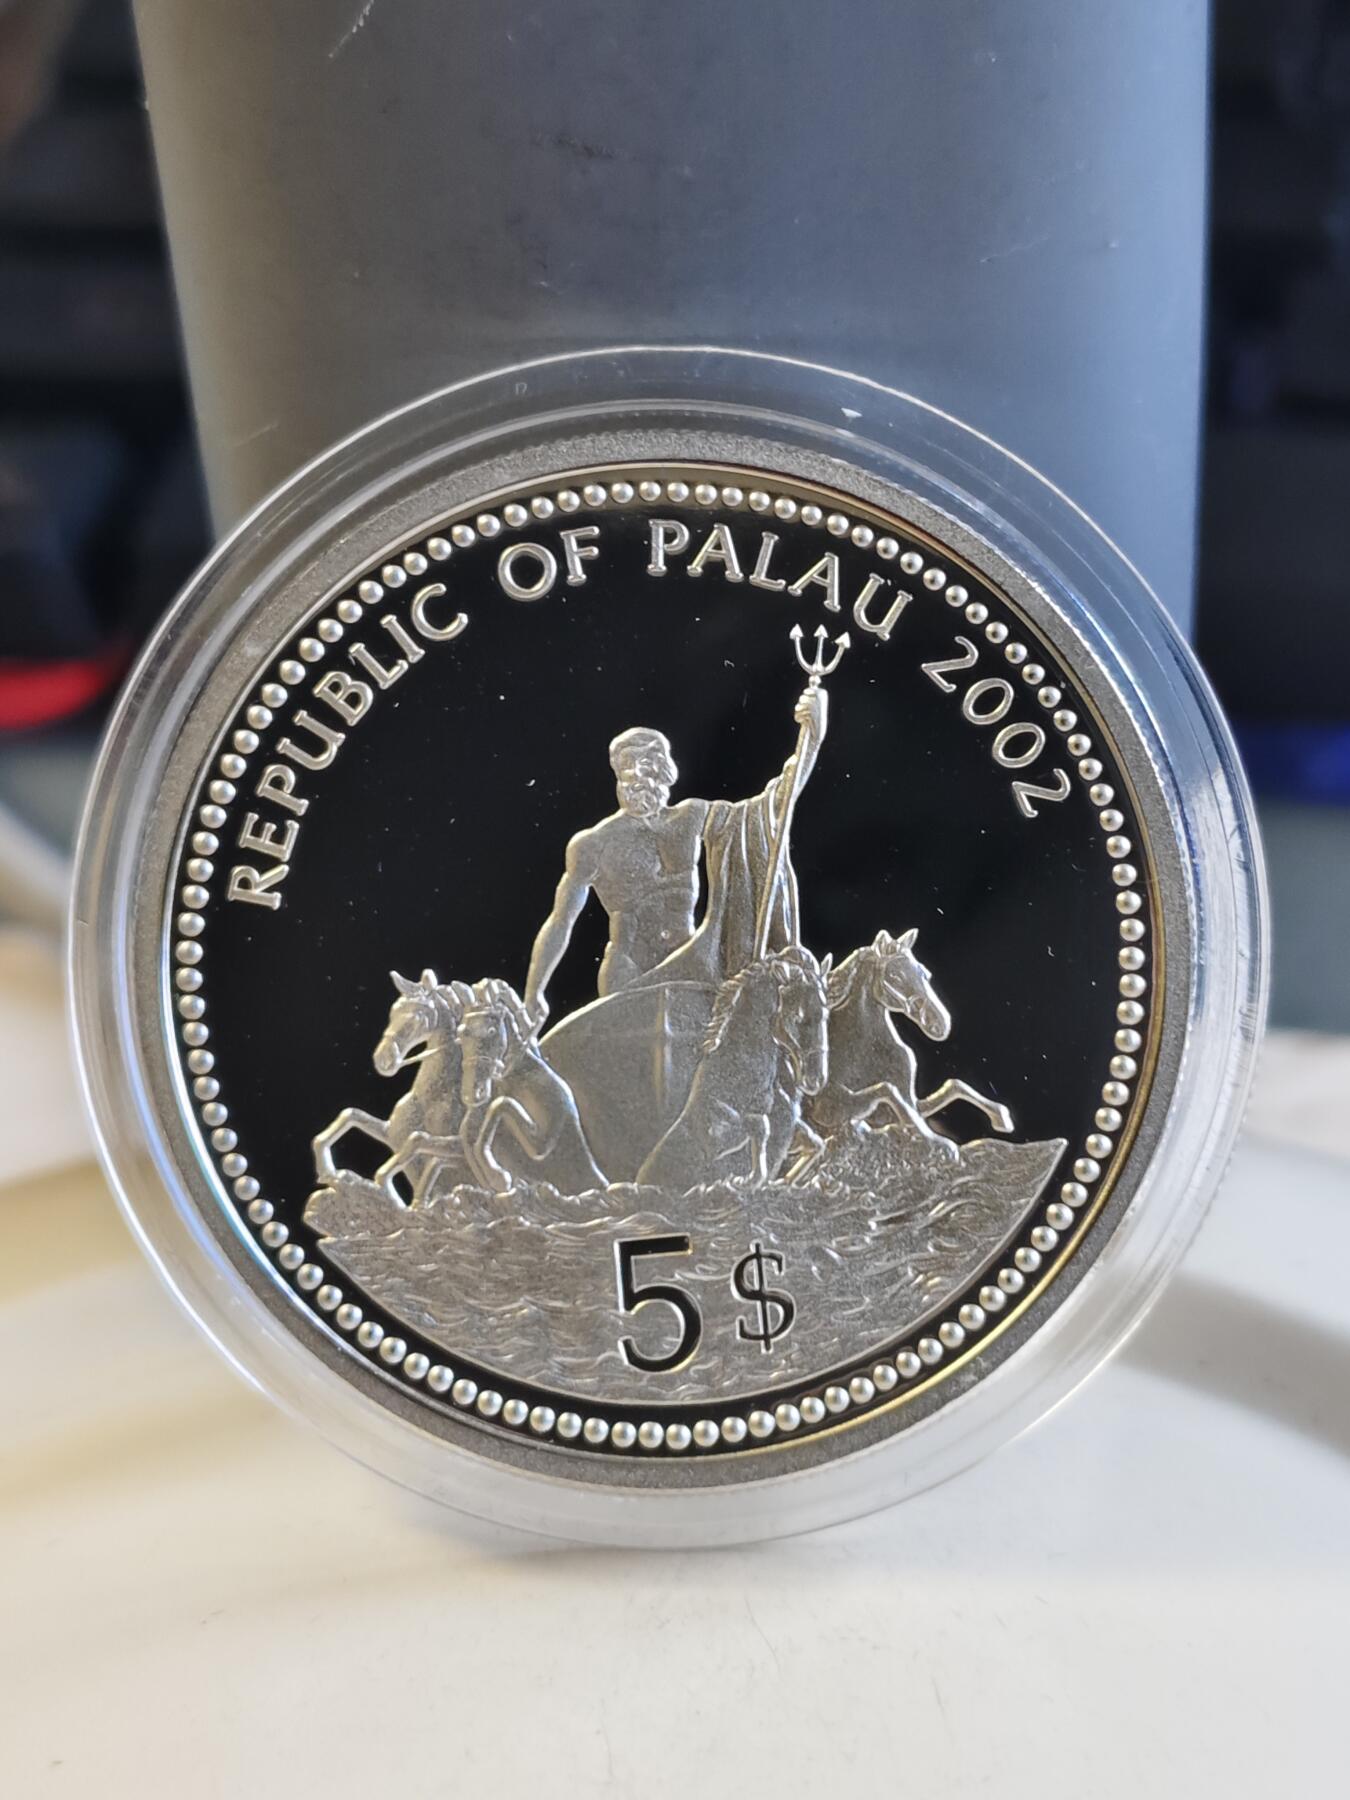 REPUBLIC OF PALAU 2002
5 $